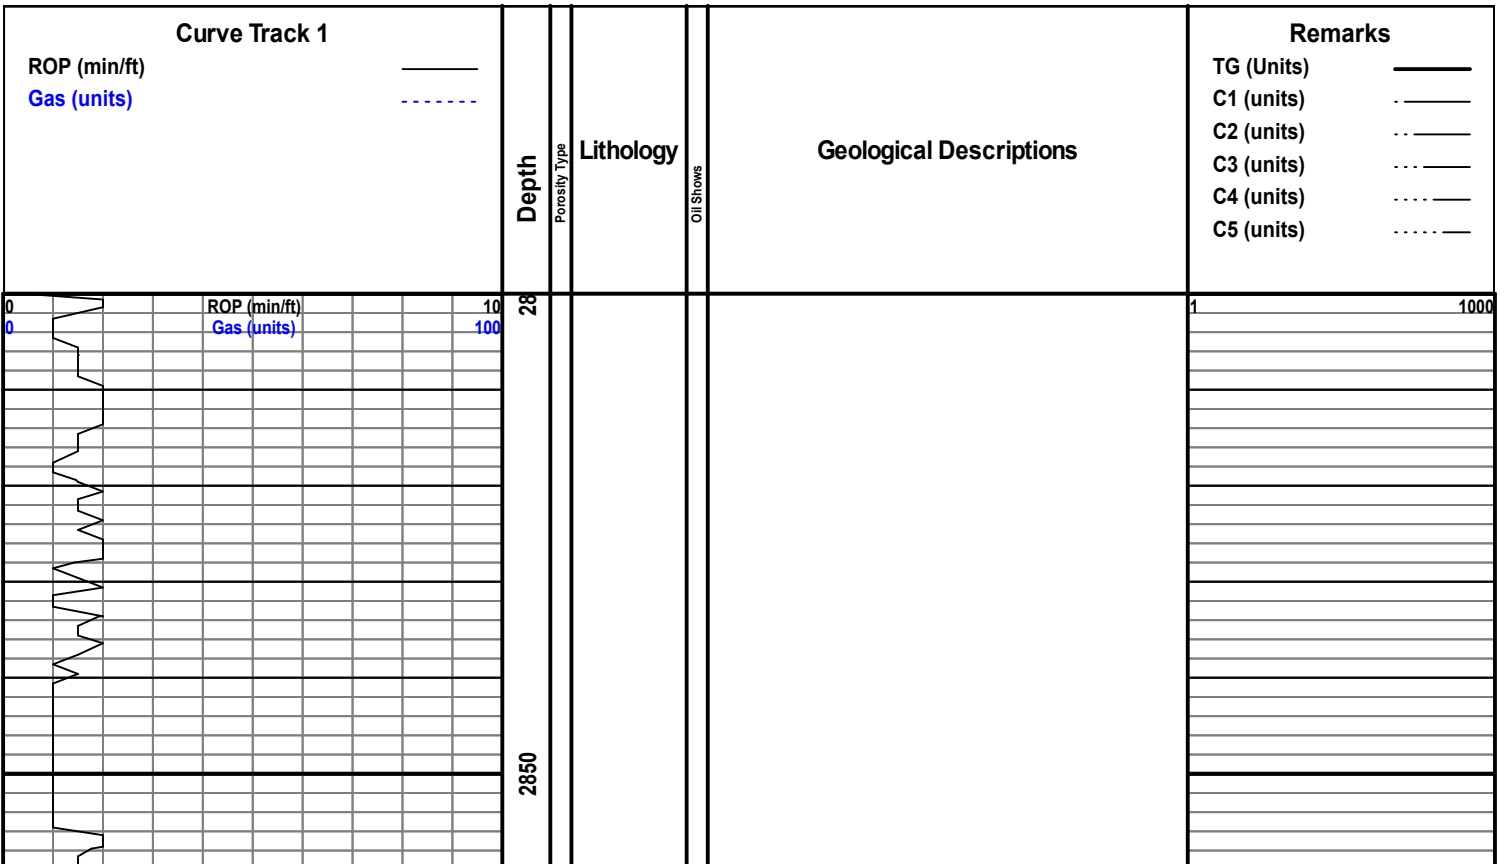 Curve Track 1
ROP (min/ft)
Gas (units)
Depth
Porosity Type
Lithology
Oil Shows
Geological Descriptions
Remarks
TG (Units)
C1 (units)
C2 (units)
C3 (units)
C4 (units)
C5 (units)
0 ROP (min/ft) 10
0 Gas (units) 100
28
1 1000
2850